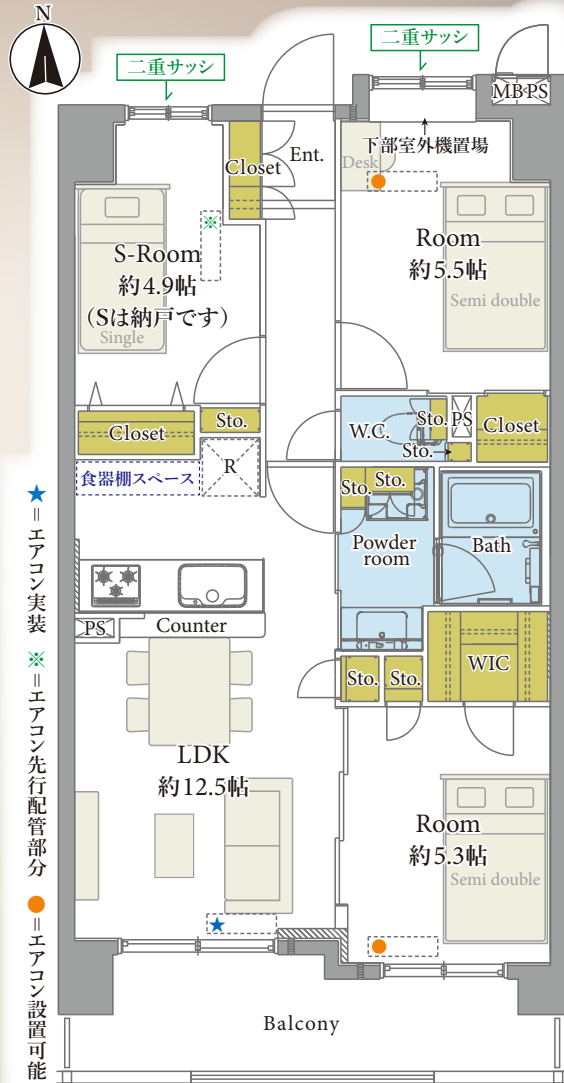 N
二重サッシ
二重サッシ
MB
PS
下部室外機置場
Closet
Ent.
Desk
S-Room
約4.9帖
(Sは納戸です)
Single
Room
約5.5帖
Semi double
Closet
Sto.
W.C.
Sto.
PS
Closet
Sto.
食器棚スペース
R
Sto.
Sto.
Powder
room
Bath
PS
Counter
Sto.
Sto.
WIC
LDK
約12.5帖
Room
約5.3帖
Semi double
Balcony
★=エアコン実装 ※=エアコン先行配管部分 ●=エアコン設置可能